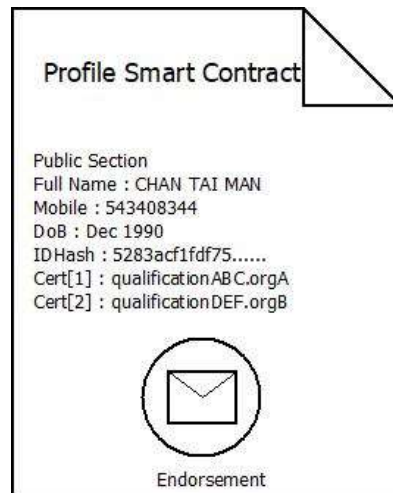 Profile Smart Contract
Public Section
Full Name : CHAN TAI MAN
Mobile : 543408344
DoB : Dec 1990
IDHash : 5283acf1fdf75......
Cert[1] : qualificationABC.orgA
Cert[2] : qualificationDEF.orgB
Endorsement